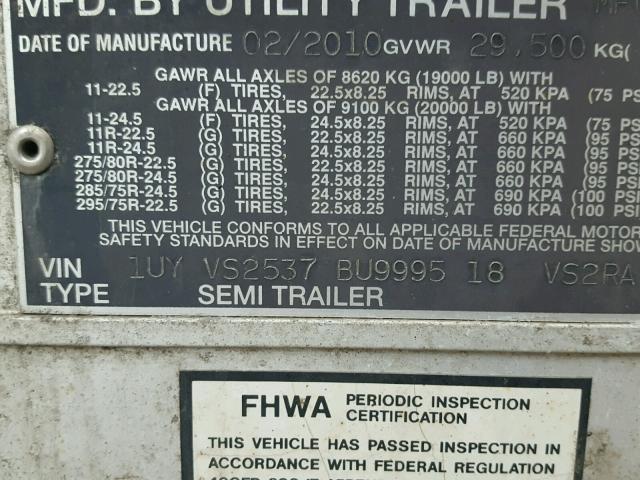 MFD. BY UTILITY TRAILER MFG
DATE OF MANUFACTURE 02/2010 GVWR 29,500 KG(
GAWR ALL AXLES OF 8620 KG (19000 LB) WITH
11-22.5 (F) TIRES, 22.5x8.25 RIMS, AT 520 KPA (75 PS
GAWR ALL AXLES OF 9100 KG (20000 LB) WITH
11-24.5 (F) TIRES, 24.5x8.25 RIMS, AT 520 KPA (75 PS
11R-22.5 (G) TIRES, 22.5x8.25 RIMS, AT 660 KPA (95 PS
11R-24.5 (G) TIRES, 24.5x8.25 RIMS, AT 660 KPA (95 PS
275/80R-22.5 (G) TIRES, 22.5x8.25 RIMS, AT 660 KPA (95 PS
275/80R-24.5 (G) TIRES, 24.5x8.25 RIMS, AT 660 KPA (95 PS
285/75R-24.5 (G) TIRES, 24.5x8.25 RIMS, AT 690 KPA (100 PSI
295/75R-22.5 (G) TIRES, 22.5x8.25 RIMS, AT 690 KPA (100 PSI
THIS VEHICLE CONFORMS TO ALL APPLICABLE FEDERAL MOTOR
SAFETY STANDARDS IN EFFECT ON DATE OF MANUFACTURE SHOW
VIN 1UY VS2537 BU9995 18 VS2RA
TYPE SEMI TRAILER
FHWA PERIODIC INSPECTION
CERTIFICATION
THIS VEHICLE HAS PASSED INSPECTION IN
ACCORDANCE WITH FEDERAL REGULATION